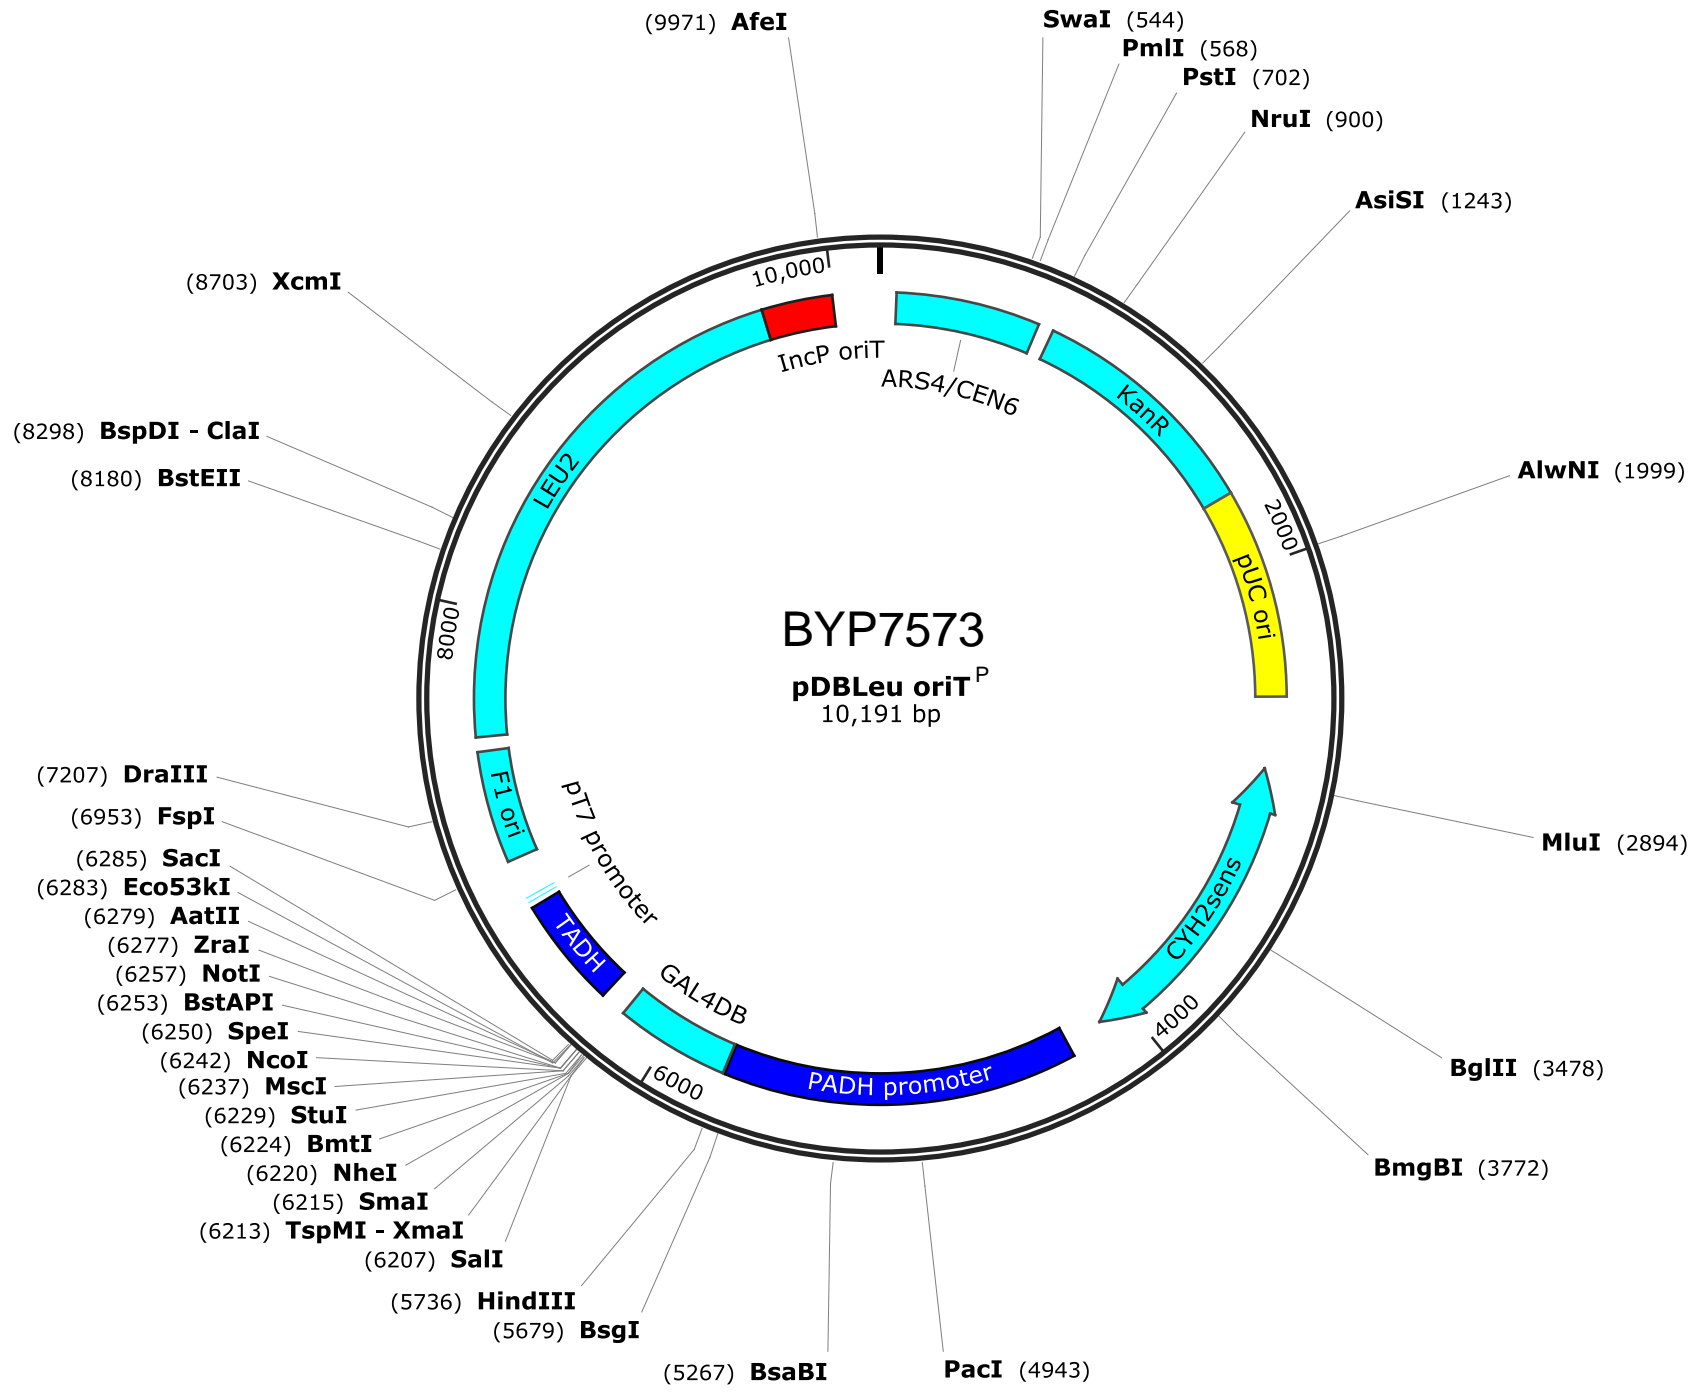 (9971) AfeI
SwaI (544)
PmlI (568)
PstI (702)
NruI (900)
AsiSI (1243)
AlwNI (1999)
MluI (2894)
BglII (3478)
BmgBI (3772)
PacI (4943)
(5267) BsaBI
(5679) BsgI
(5736) HindIII
(6207) SalI
(6213) TspMI - XmaI
(6215) SmaI
(6220) NheI
(6224) BmtI
(6229) StuI
(6237) MscI
(6242) NcoI
(6250) SpeI
(6253) BstAPI
(6257) NotI
(6277) ZraI
(6279) AatII
(6283) Eco53kI
(6285) SacI
(6953) FspI
(7207) DraIII
(8180) BstEII
(8298) BspDI - ClaI
(8703) XcmI
10,000
2000
4000
6000
8000
IncP oriT
ARS4/CEN6
KanR
pUC ori
CYH2sens
PADH promoter
GAL4DB
TADH
pT7 promoter
F1 ori
LEU2
BYP7573
pDBLeu oriT P
10,191 bp